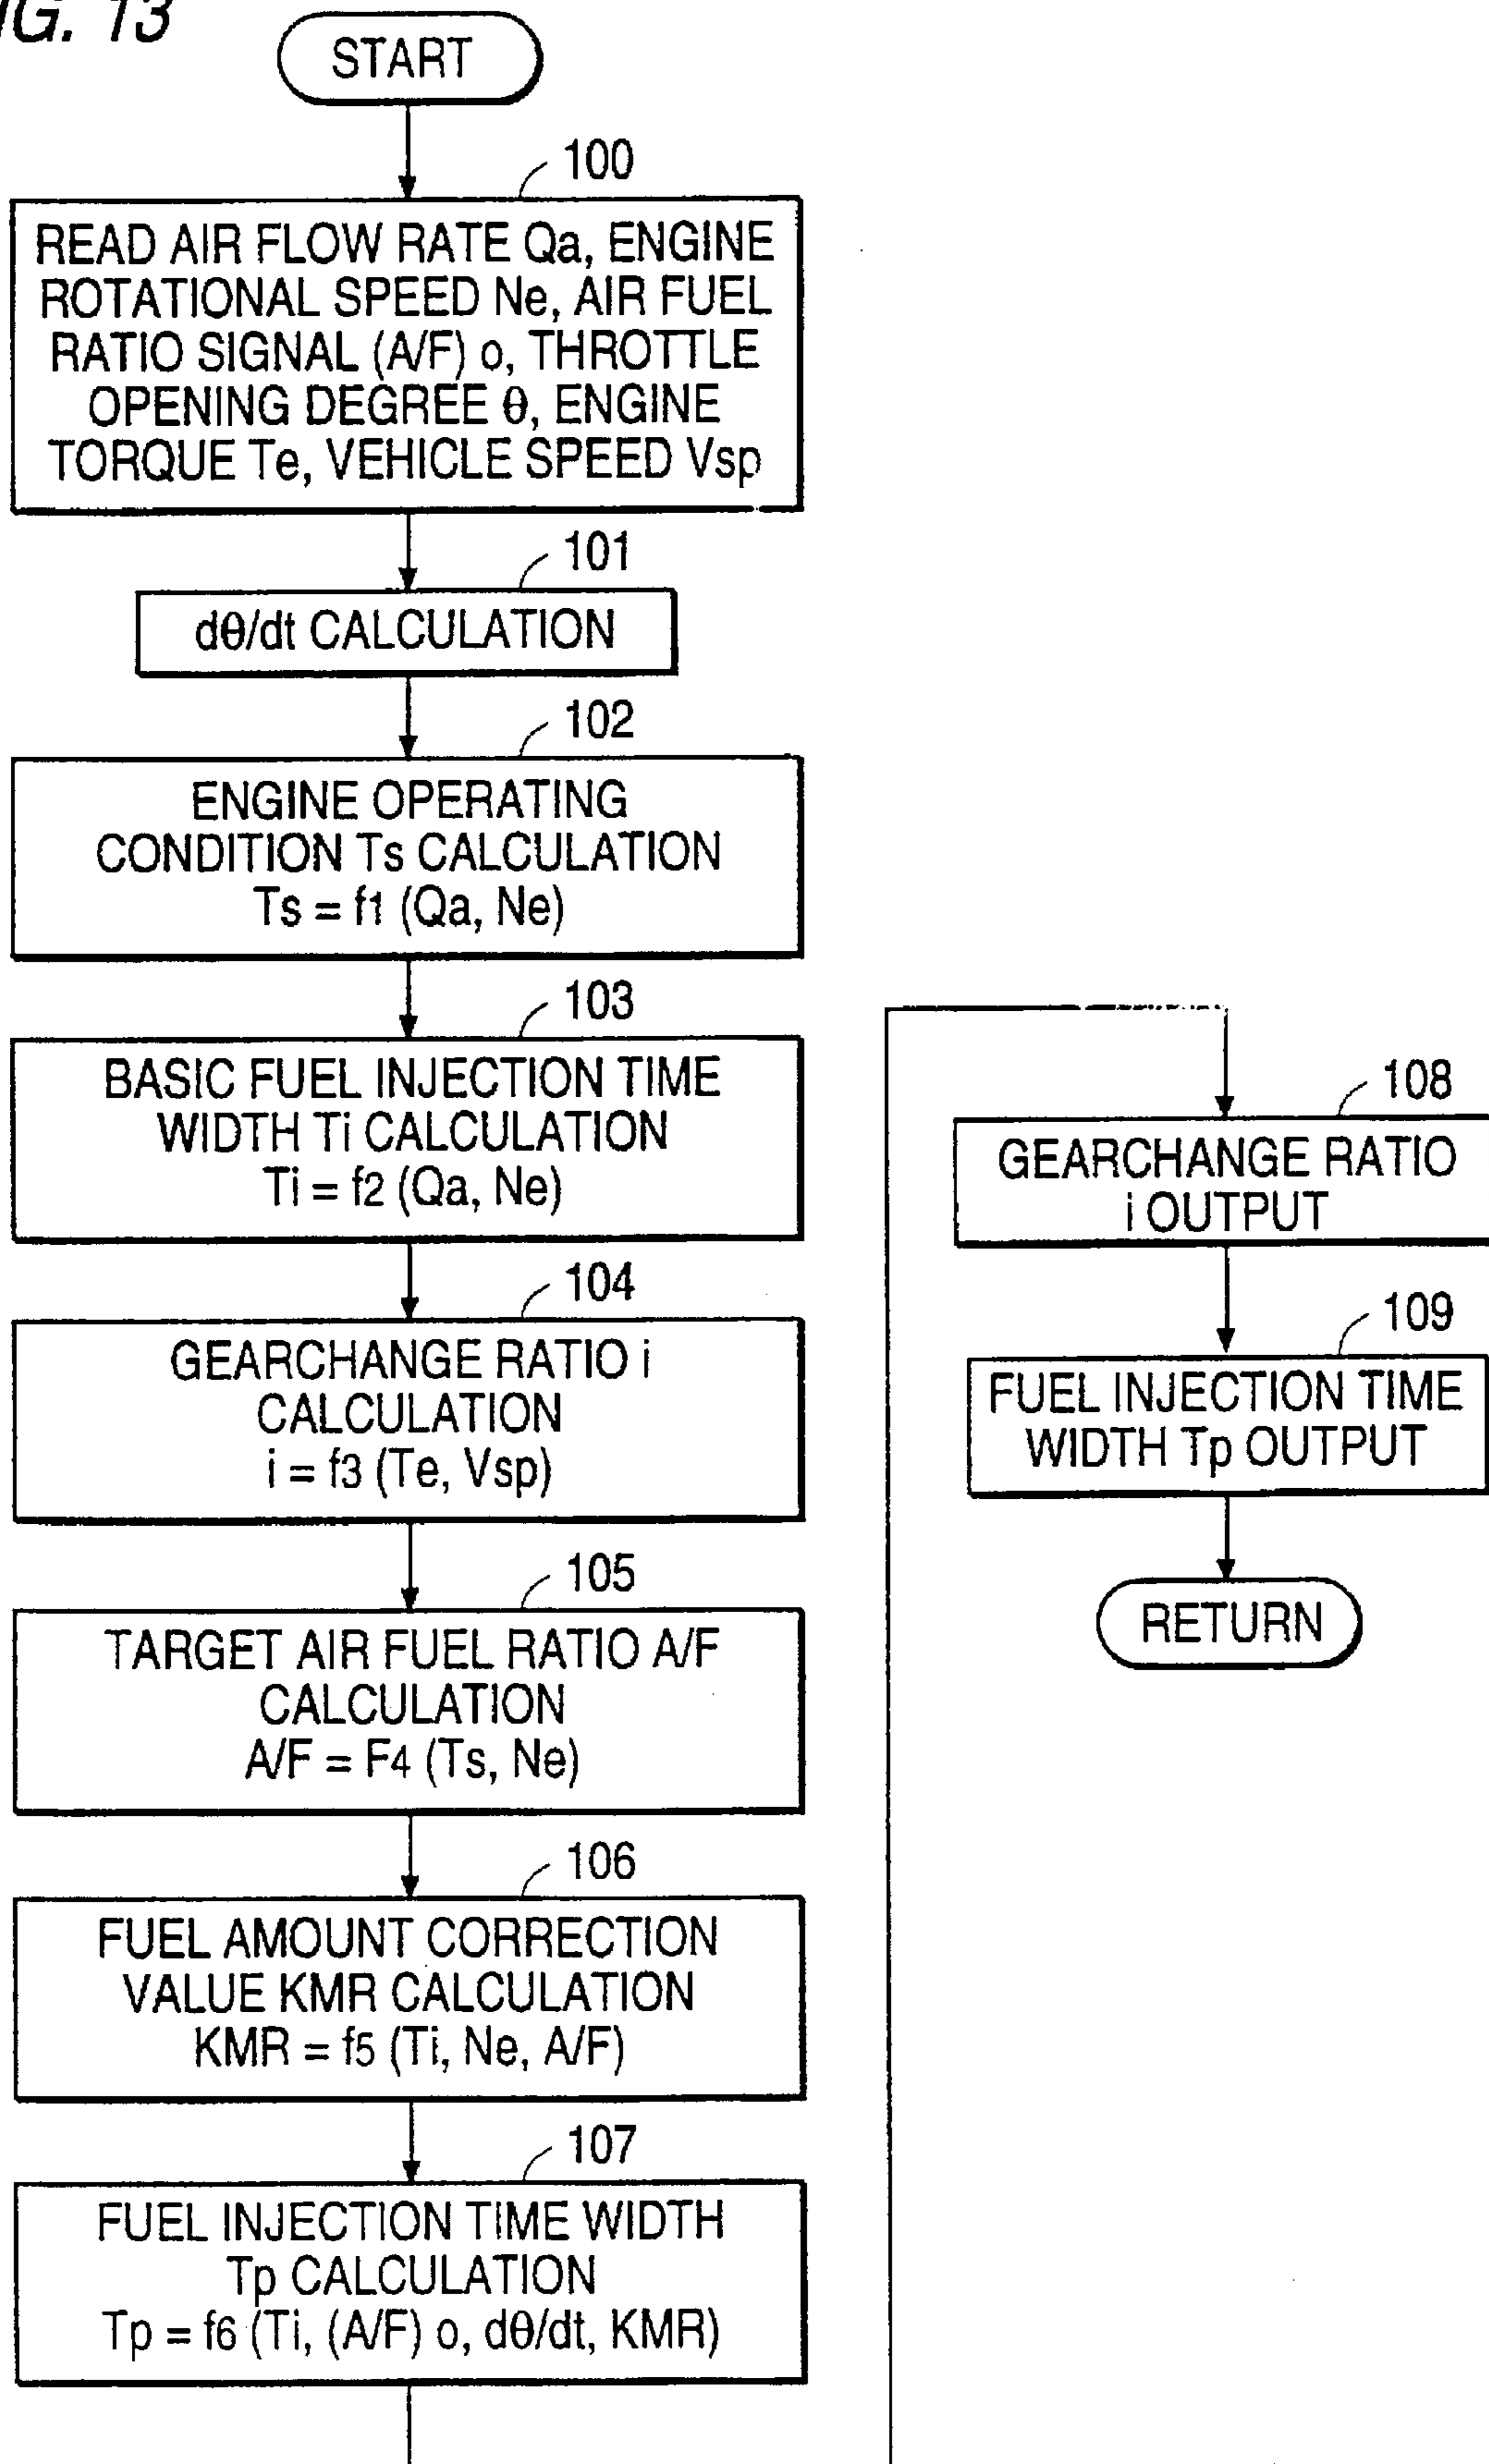 IG. 13
START
100
READ AIR FLOW RATE Qa, ENGINE
ROTATIONAL SPEED Ne, AIR FUEL
RATIO SIGNAL (A/F) o, THROTTLE
OPENING DEGREE θ, ENGINE
TORQUE Te, VEHICLE SPEED Vsp
101
dθ/dt CALCULATION
102
ENGINE OPERATING
CONDITION Ts CALCULATION
Ts = f1 (Qa, Ne)
103
BASIC FUEL INJECTION TIME
WIDTH Ti CALCULATION
Ti = f2 (Qa, Ne)
104
GEARCHANGE RATIO i
CALCULATION
i = f3 (Te, Vsp)
105
TARGET AIR FUEL RATIO A/F
CALCULATION
A/F = F4 (Ts, Ne)
106
FUEL AMOUNT CORRECTION
VALUE KMR CALCULATION
KMR = f5 (Ti, Ne, A/F)
107
FUEL INJECTION TIME WIDTH
Tp CALCULATION
Tp = f6 (Ti, (A/F) o, dθ/dt, KMR)
108
GEARCHANGE RATIO
i OUTPUT
109
FUEL INJECTION TIME
WIDTH Tp OUTPUT
RETURN